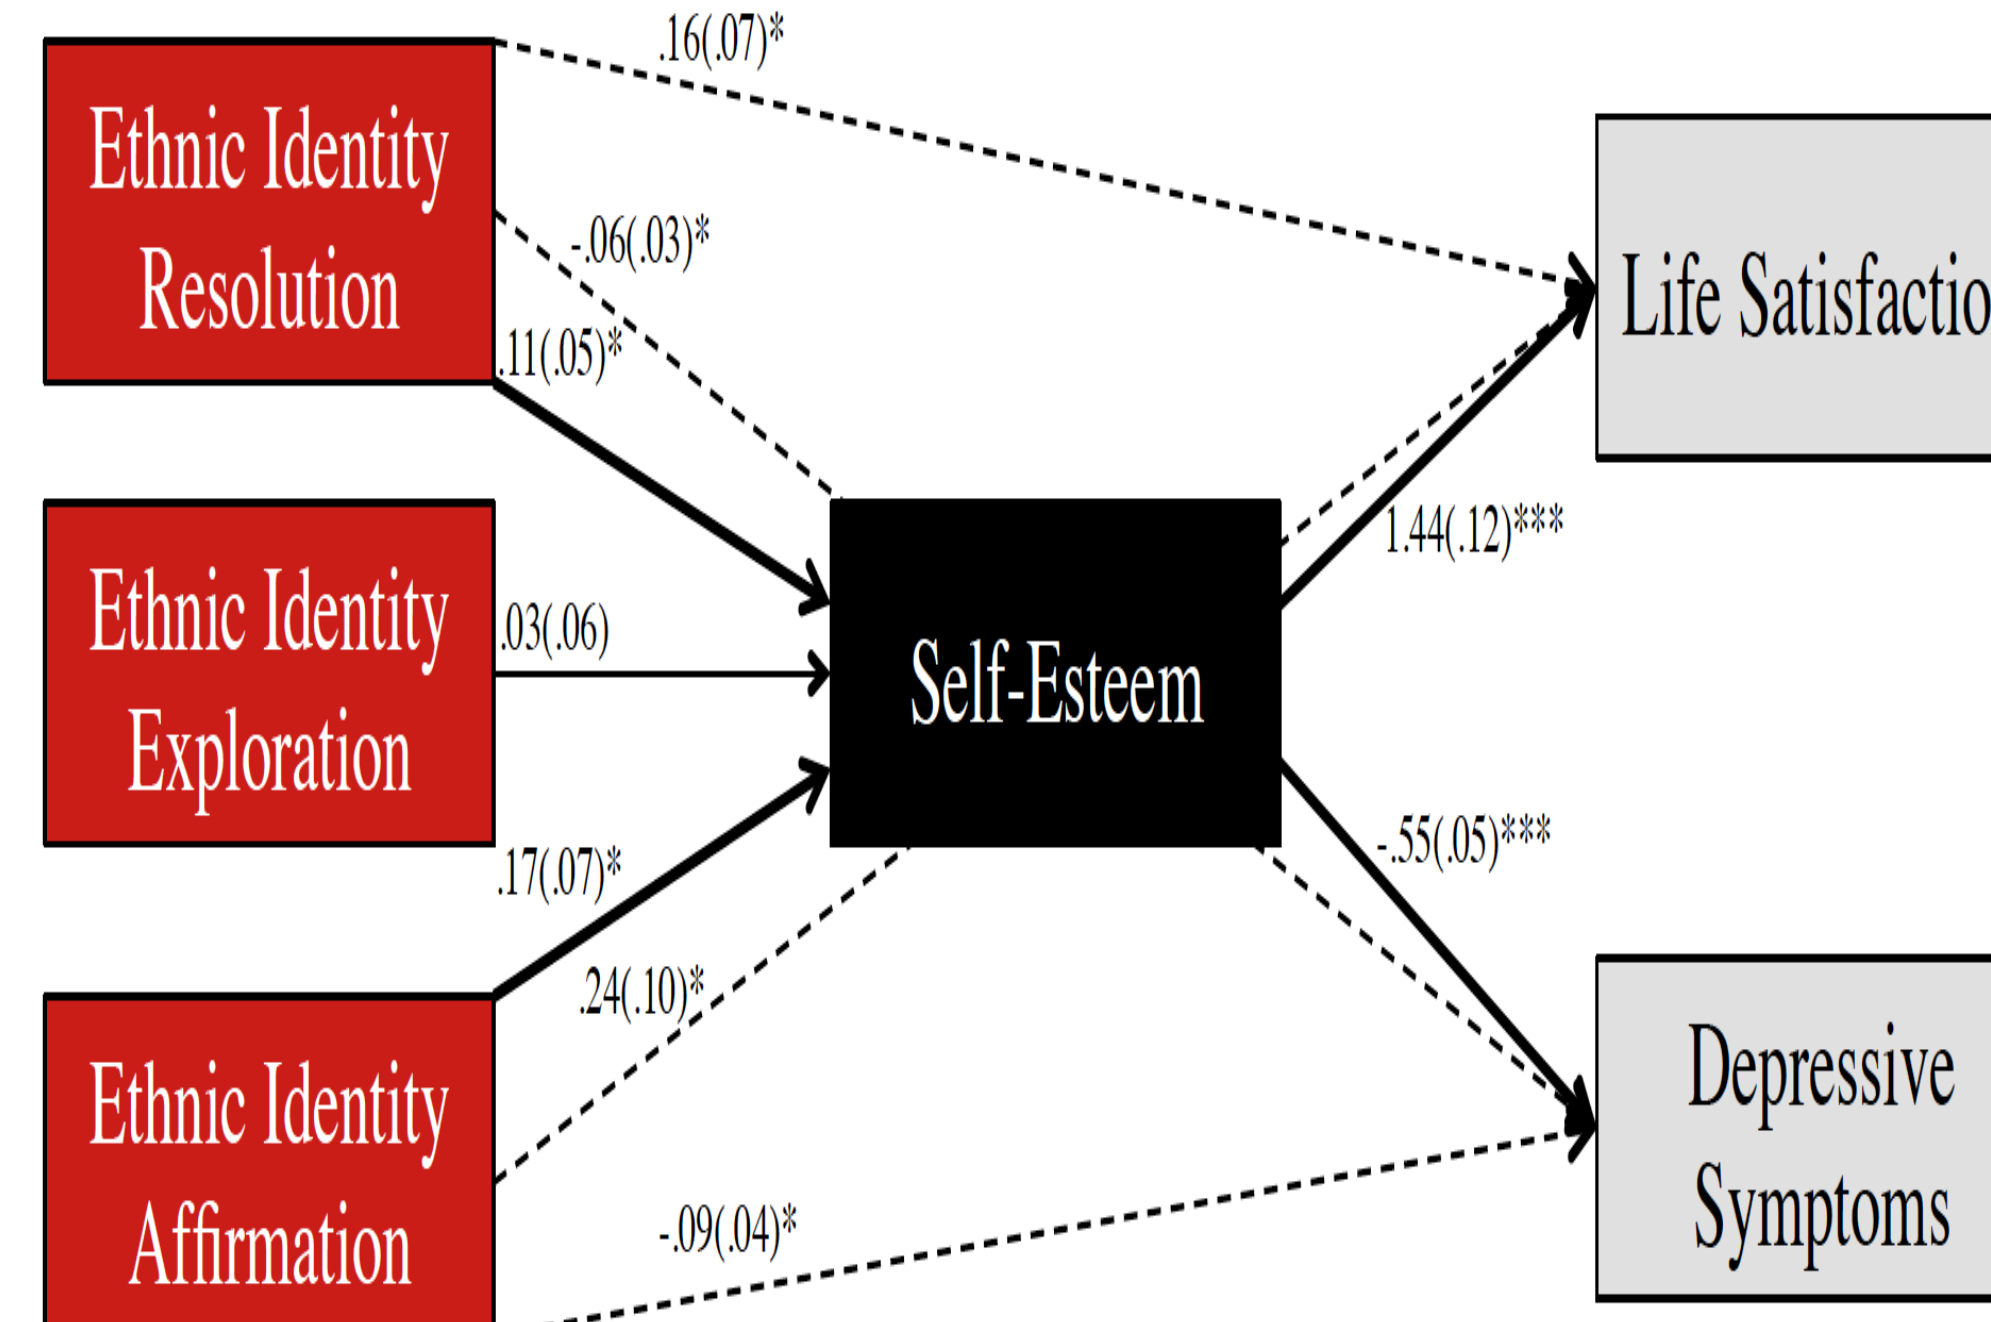 .16(.07)*
Ethnic Identity
Resolution
-.06(.03)*
.11(.05)*
Life Satisfactio
Ethnic Identity
Exploration
.03(.06)
Self-Esteem
1.44(.12)***
-.55(.05)***
.17(.07)*
.24(.10)*
Ethnic Identity
Affirmation
-.09(.04)*
Depressive
Symptoms